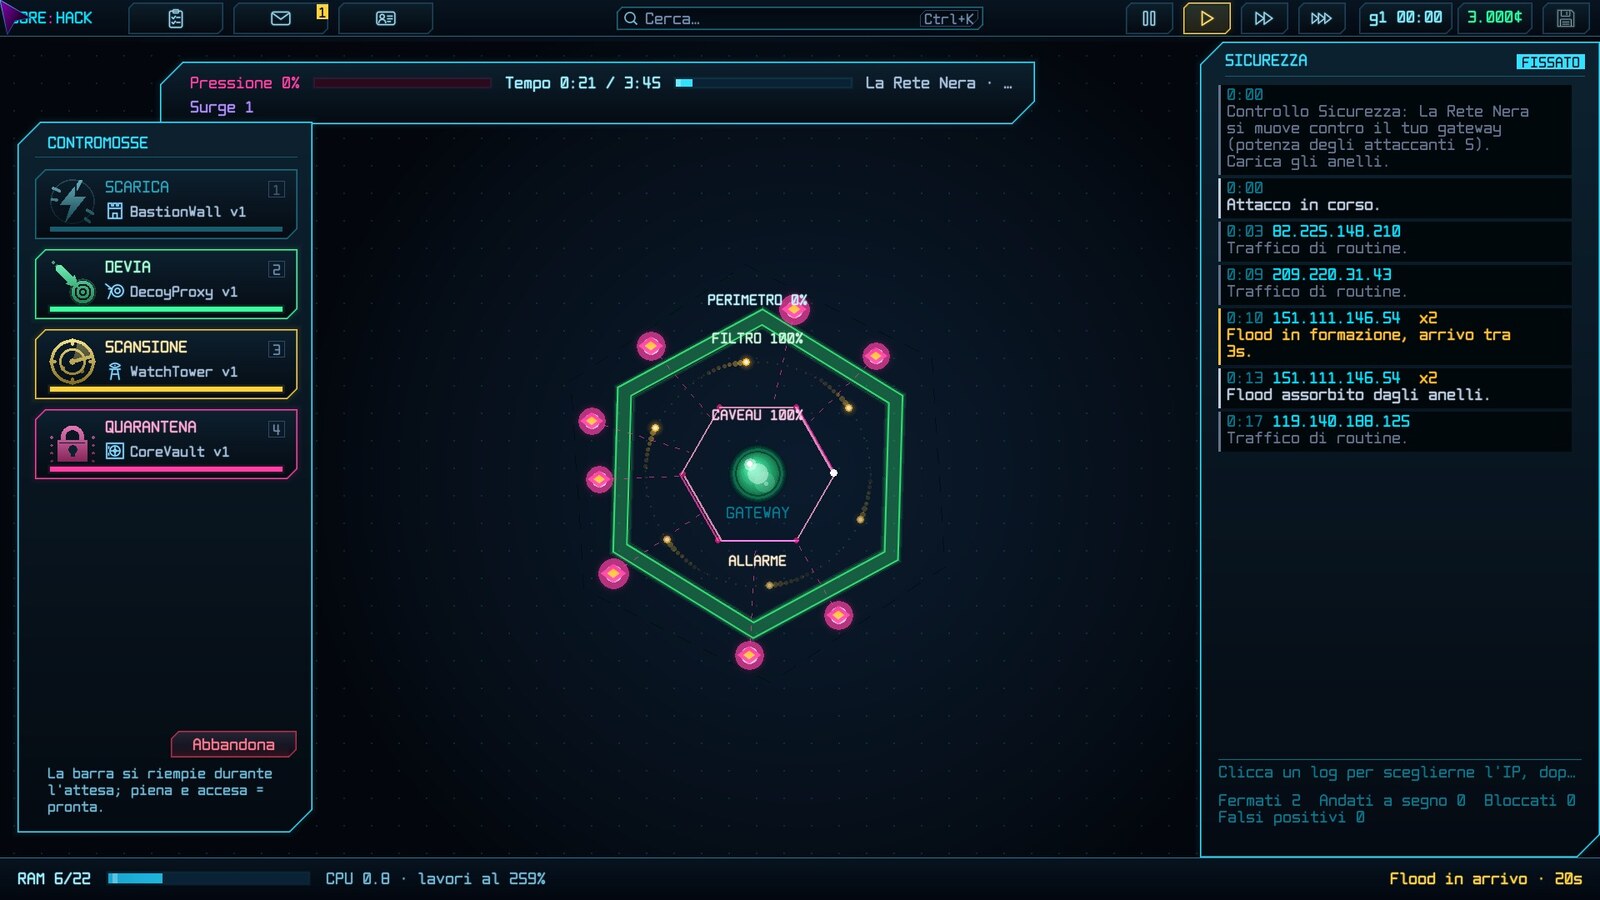 RE:HACK
1
Cerca...
Ctrl+K
g1 00:00
3.000¢
Pressione 0%
Tempo 0:21 / 3:45
La Rete Nera · …
Surge 1
CONTROMOSSE
SCARICA
1
BastionWall v1
DEVIA
2
DecoyProxy v1
SCANSIONE
3
WatchTower v1
QUARANTENA
4
CoreVault v1
Abbandona
La barra si riempie durante
l'attesa; piena e accesa =
pronta.
PERIMETRO 0%
FILTRO 100%
CAVEAU 100%
GATEWAY
ALLARME
SICUREZZA
FISSATO
0:00
Controllo Sicurezza: La Rete Nera
si muove contro il tuo gateway
(potenza degli attaccanti 5).
Carica gli anelli.
0:00
Attacco in corso.
0:03 82.225.148.210
Traffico di routine.
0:09 209.220.31.43
Traffico di routine.
0:10 151.111.146.54 x2
Flood in formazione, arrivo tra
3s.
0:13 151.111.146.54 x2
Flood assorbito dagli anelli.
0:17 119.140.188.125
Traffico di routine.
Clicca un log per sceglierne l'IP, dop…
Fermati 2 Andati a segno 0 Bloccati 0
Falsi positivi 0
RAM 6/22
CPU 0.8 · lavori al 259%
Flood in arrivo · 20s